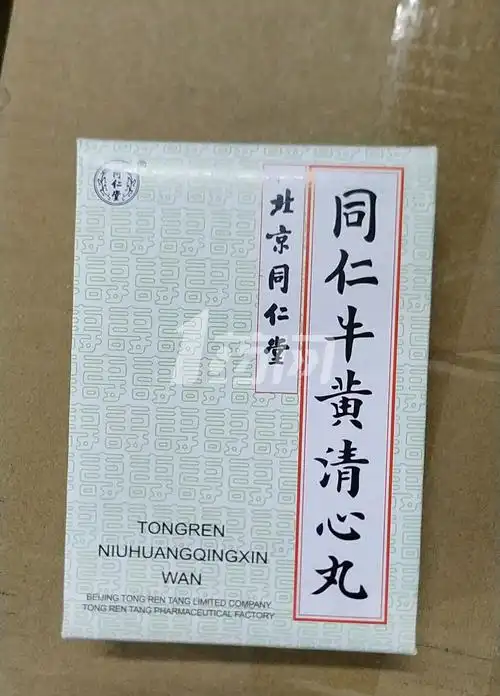 同仁堂
北京同仁堂
同仁牛黄清心丸
TONGREN
NIUHUANGQINGXIN
WAN
BEIJING TONG REN TANG LIMITED COMPANY
TONG REN TANG PHARMACEUTICAL FACTORY